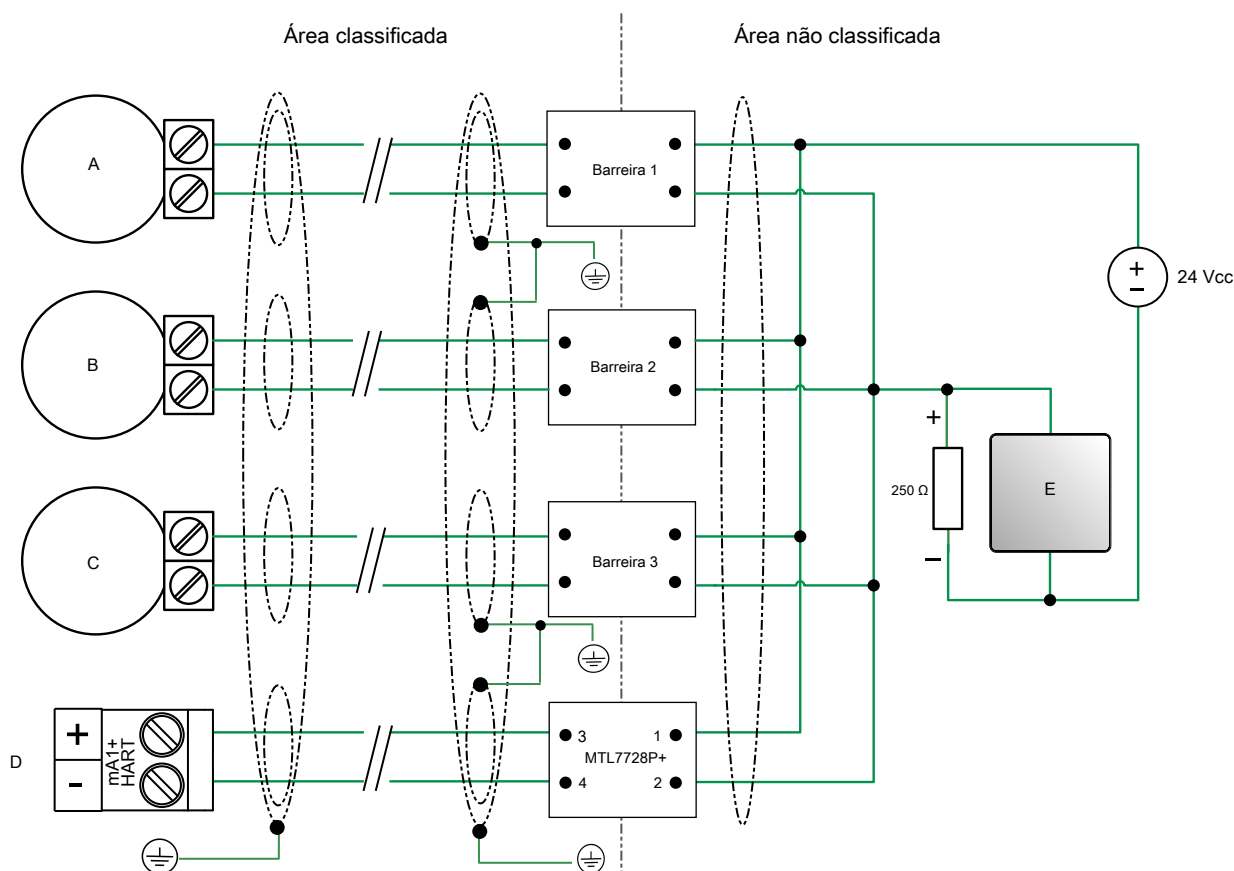 Área classificada
Área não classificada
A
Barreira 1
24 Vcc
B
Barreira 2
250 Ω
E
C
Barreira 3
D
mA1+
HART
3
1
MTL7728P+
4
2